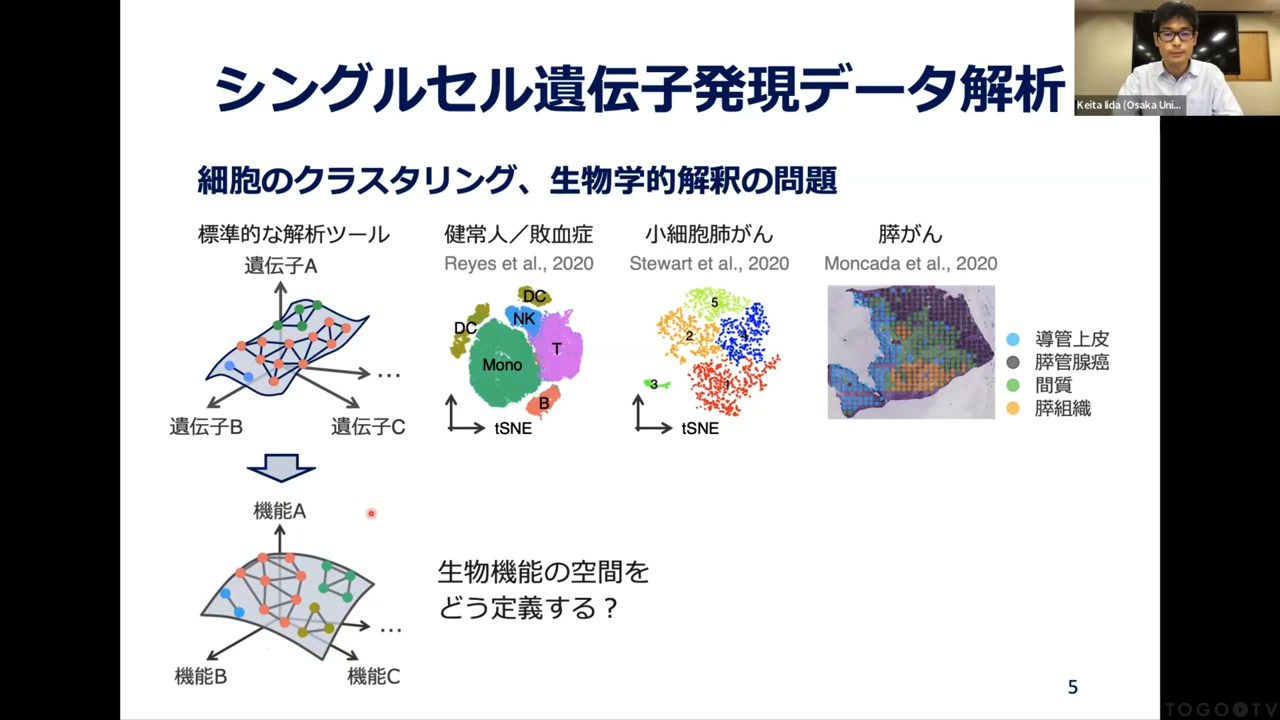 シングルセル遺伝子発現データ解析
Keita Iida (Osaka Uni...
細胞のクラスタリング、生物学的解釈の問題
標準的な解析ツール
健常人／敗血症
小細胞肺がん
膵がん
Reyes et al., 2020
Stewart et al., 2020
Moncada et al., 2020
遺伝子A
遺伝子B
遺伝子C
...
DC
DC
NK
Mono
T
B
tSNE
5
2
4
3
1
tSNE
導管上皮
膵管腺癌
間質
膵組織
機能A
機能B
機能C
...
生物機能の空間を
どう定義する？
5
TOGOTV